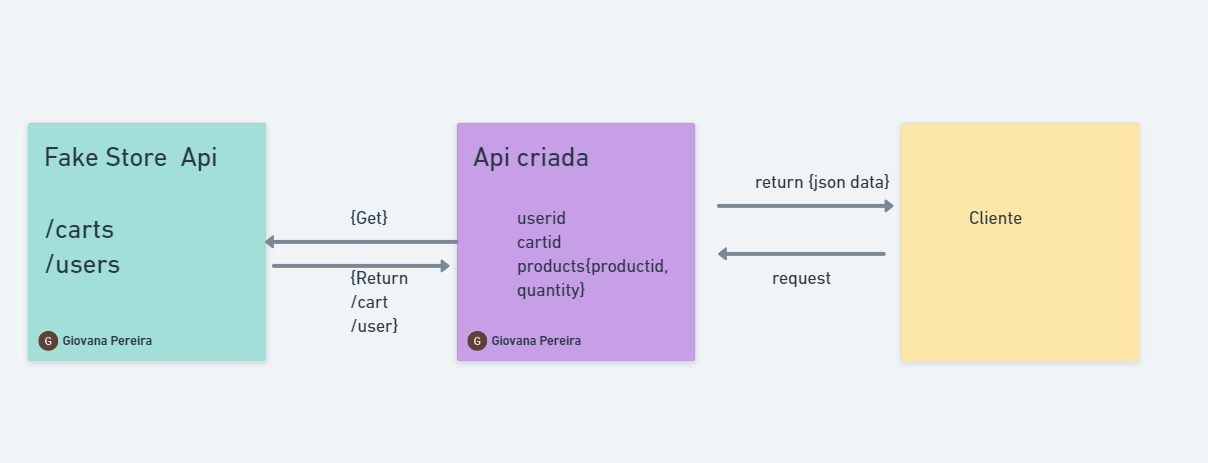 Fake Store  Api
/carts
/users
G Giovana Pereira
{Get}
{Return
/cart
/user}
Api criada
userid
cartid
products{productid,
quantity}
G Giovana Pereira
return {json data}
request
Cliente